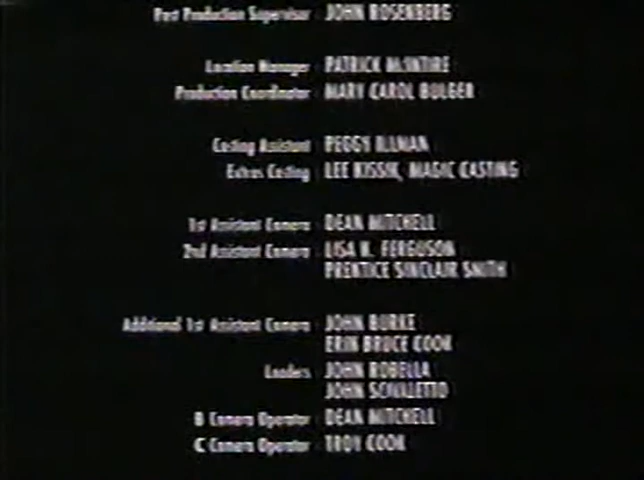 Post Production Supervisor JOHN ROSENBERG
Location Manager PATRICK McINTIRE
Production Coordinator MARY CAROL BULGER
Casting Assistant PEGGY ILLMAN
Extras Casting LEE KISSIK, MAGIC CASTING
1st Assistant Camera DEAN MITCHELL
2nd Assistant Camera LISA K. FERGUSON
PRENTICE SINCLAIR SMITH
Additional 1st Assistant Camera JOHN BURKE
ERIN BRUCE COOK
Loaders JOHN ROBELLA
JOHN SCIVALETTO
B Camera Operator DEAN MITCHELL
C Camera Operator TROY COOK